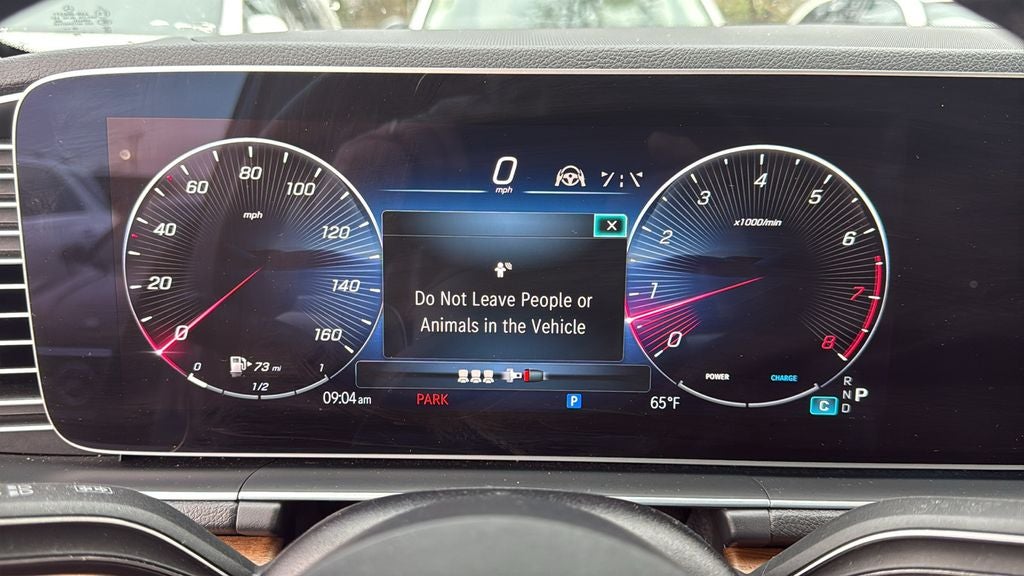 0
mph
20
40
60
80
100
120
140
160
0
mph
73 mi
0
1/2
1
Do Not Leave People or
Animals in the Vehicle
0
1
2
3
4
5
6
7
8
x1000/min
POWER
CHARGE
09:04 am
PARK
P
65°F
C
R
N
D
P